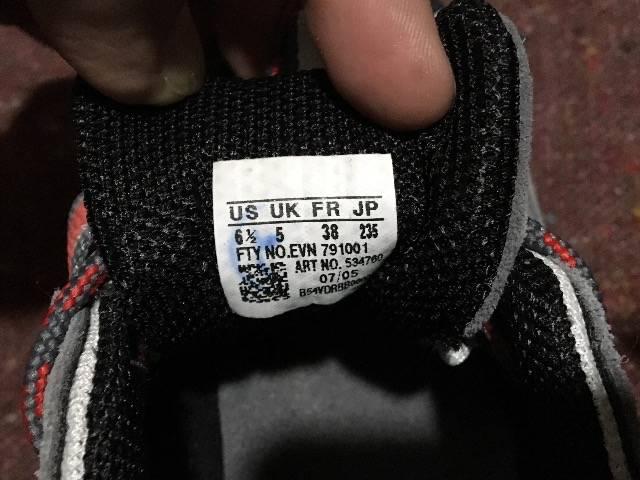 US UK FR JP
6½ 5 38 235
FTY NO.EVN 791001
ART NO. 534760
07/05